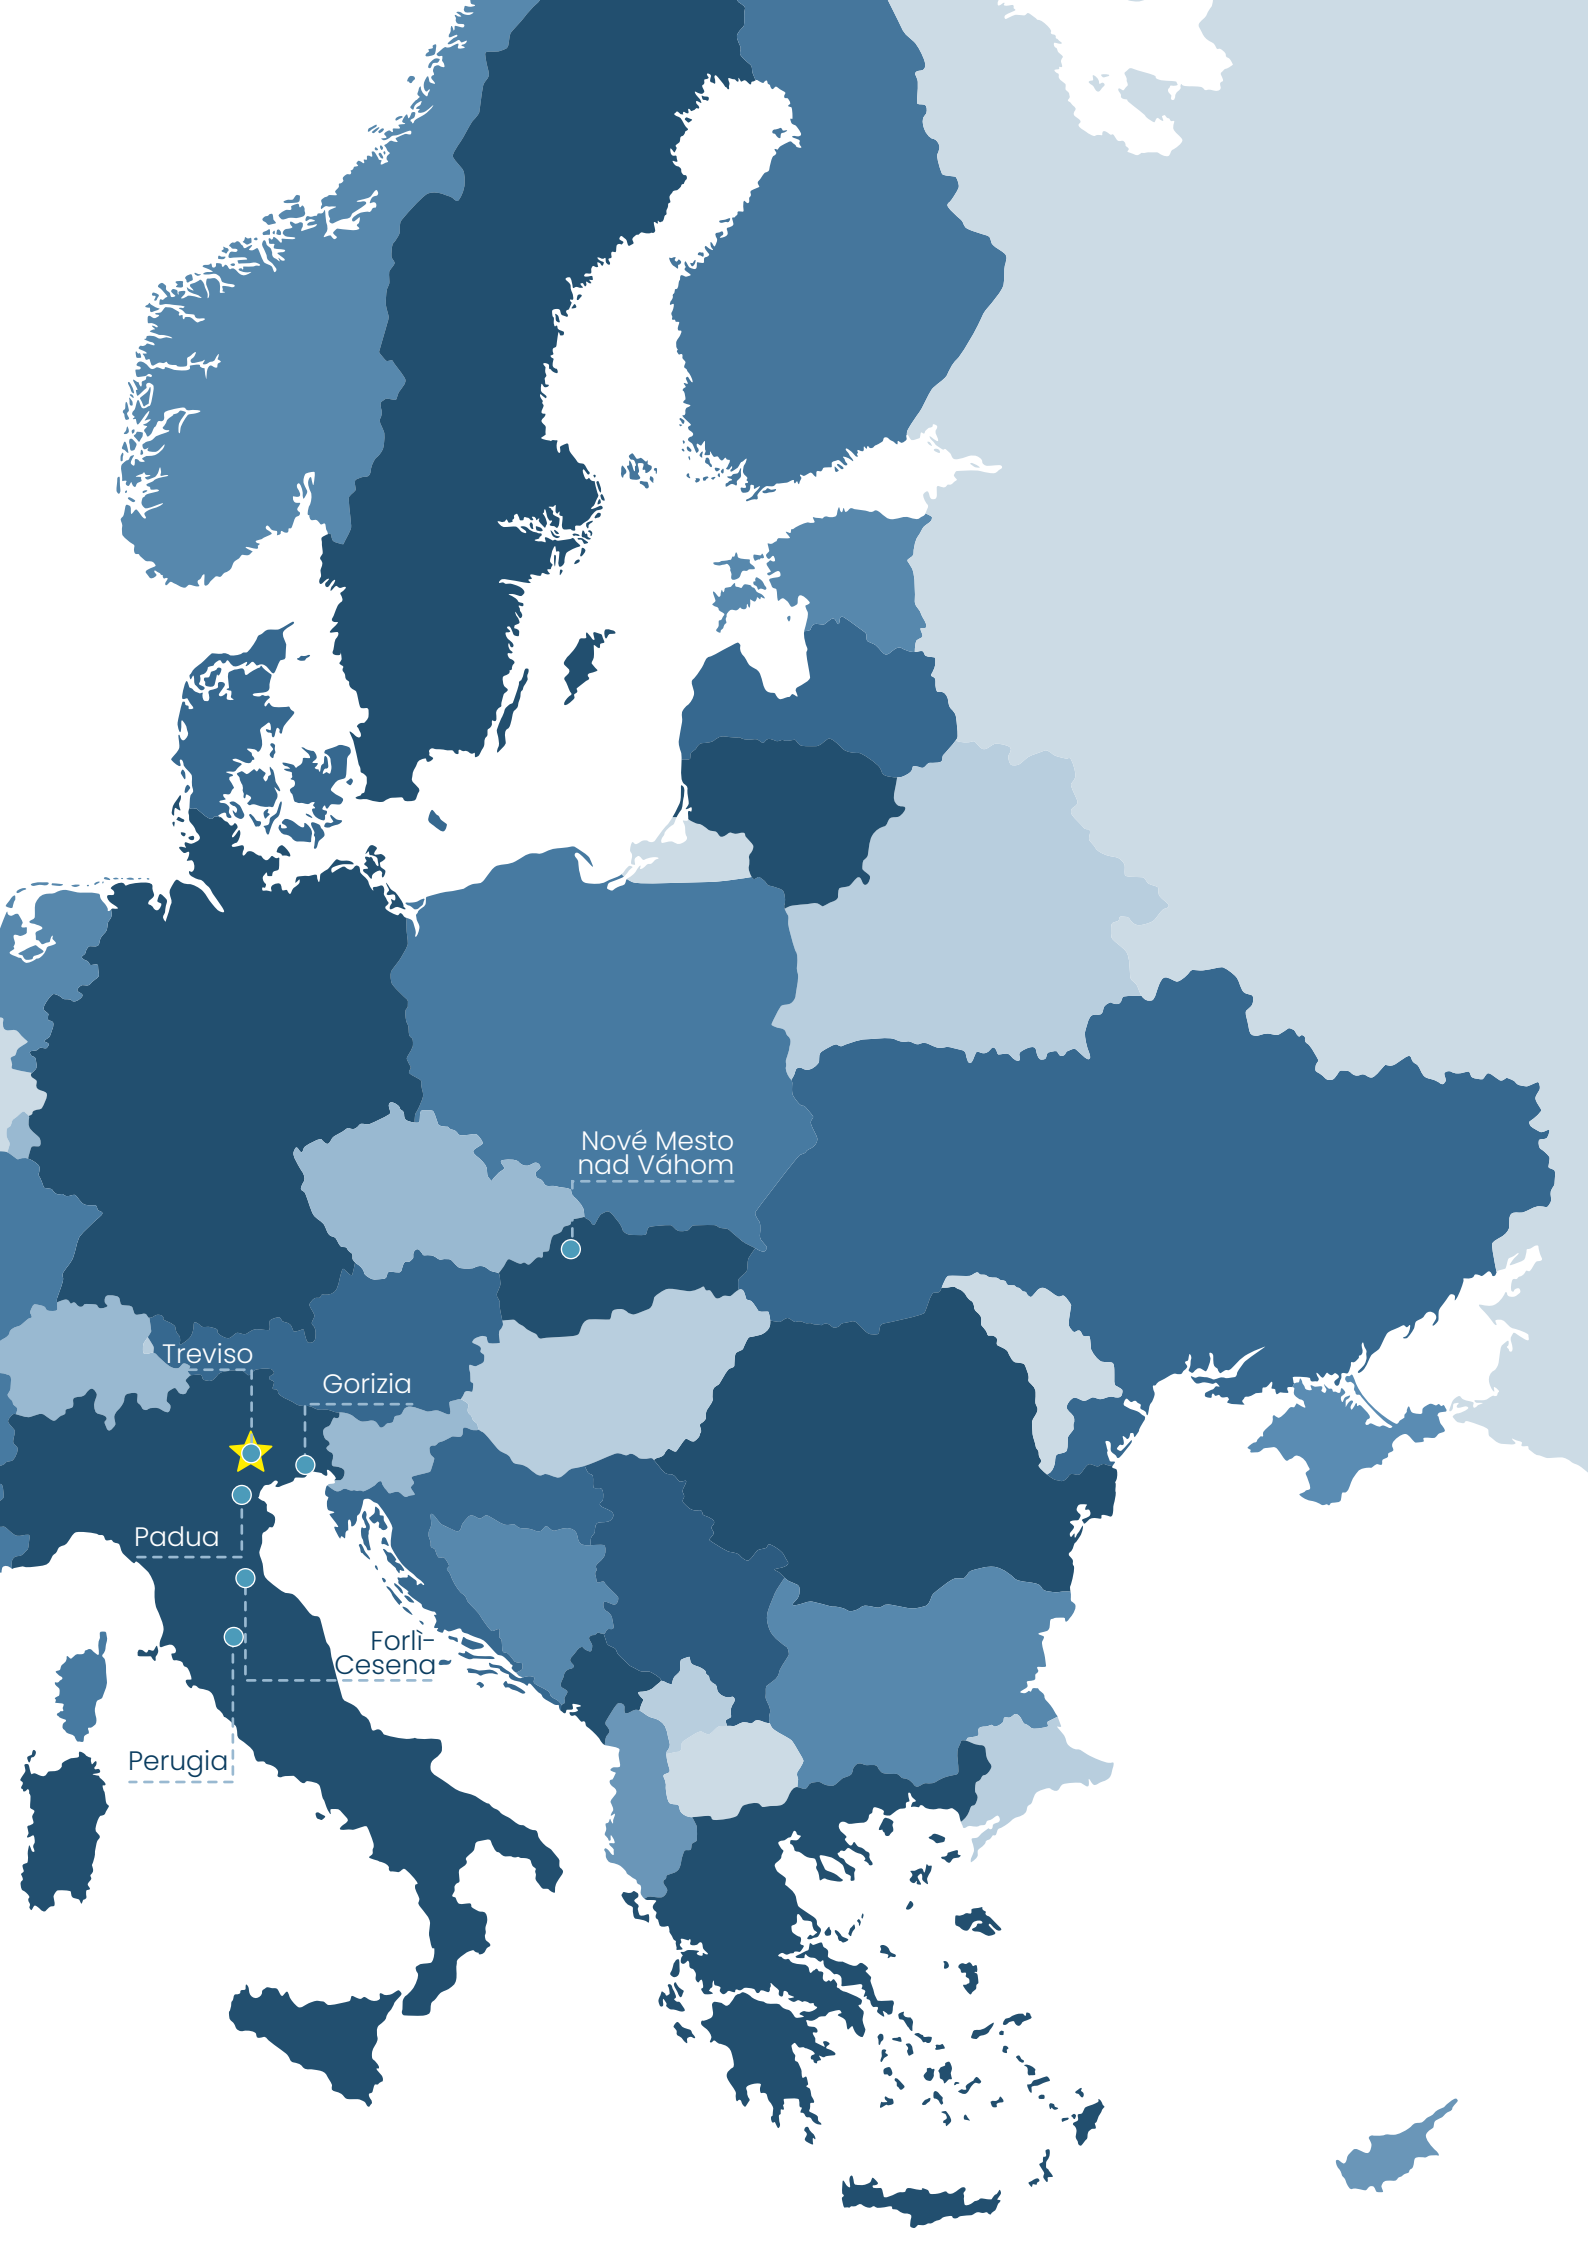 Nové Mesto
nad Váhom
Treviso
Gorizia
Padua
Forlì-
Cesena
Perugia